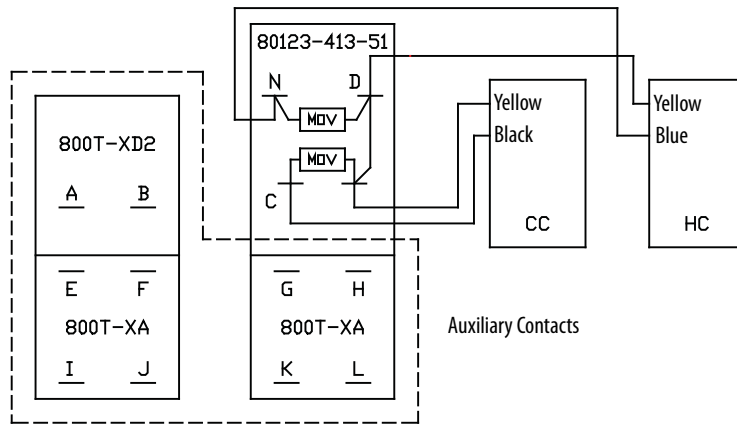 80123-413-51
N D
MOV
Yellow Yellow
800T-XD2
Black Blue
MOV
A B
C
CC HC
E F G H
800T-XA 800T-XA Auxiliary Contacts
I J K L